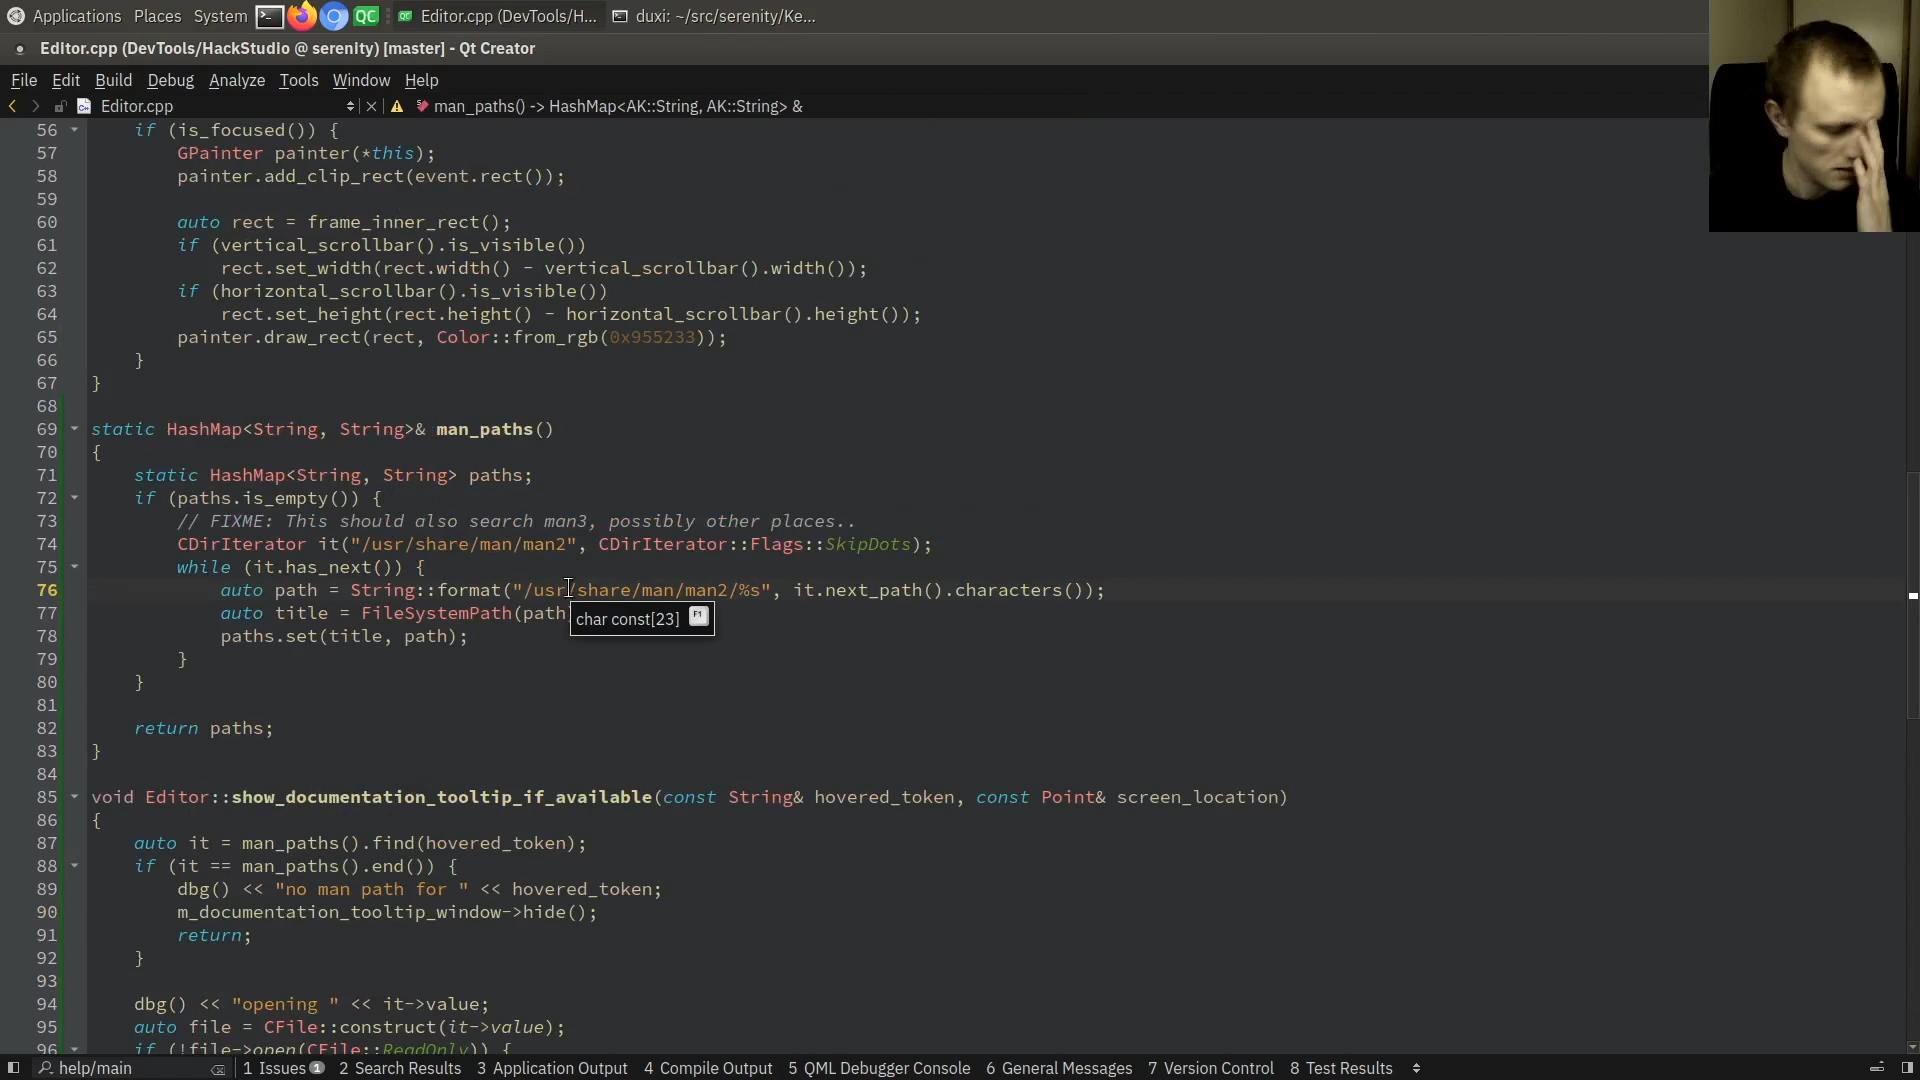 Applications Places System QC Editor.cpp (DevTools/H... duxi: ~/src/serenity/Ke...
Editor.cpp (DevTools/HackStudio @ serenity) [master] - Qt Creator
File Edit Build Debug Analyze Tools Window Help
Editor.cpp man_paths() -> HashMap<AK::String, AK::String> &
56 if (is_focused()) {
57 GPainter painter(*this);
58 painter.add_clip_rect(event.rect());
59
60 auto rect = frame_inner_rect();
61 if (vertical_scrollbar().is_visible())
62 rect.set_width(rect.width() - vertical_scrollbar().width());
63 if (horizontal_scrollbar().is_visible())
64 rect.set_height(rect.height() - horizontal_scrollbar().height());
65 painter.draw_rect(rect, Color::from_rgb(0x955233));
66 }
67 }
68
69 static HashMap<String, String>& man_paths()
70 {
71 static HashMap<String, String> paths;
72 if (paths.is_empty()) {
73 // FIXME: This should also search man3, possibly other places..
74 CDirIterator it("/usr/share/man/man2", CDirIterator::Flags::SkipDots);
75 while (it.has_next()) {
76 auto path = String::format("/usr/share/man/man2/%s", it.next_path().characters());
77 auto title = FileSystemPath(path
char const[23] F1
78 paths.set(title, path);
79 }
80 }
81
82 return paths;
83 }
84
85 void Editor::show_documentation_tooltip_if_available(const String& hovered_token, const Point& screen_location)
86 {
87 auto it = man_paths().find(hovered_token);
88 if (it == man_paths().end()) {
89 dbg() << "no man path for " << hovered_token;
90 m_documentation_tooltip_window->hide();
91 return;
92 }
93
94 dbg() << "opening " << it->value;
95 auto file = CFile::construct(it->value);
96 if (!file->open(CFile::ReadOnly)) {
help/main 1 Issues 1 2 Search Results 3 Application Output 4 Compile Output 5 QML Debugger Console 6 General Messages 7 Version Control 8 Test Results